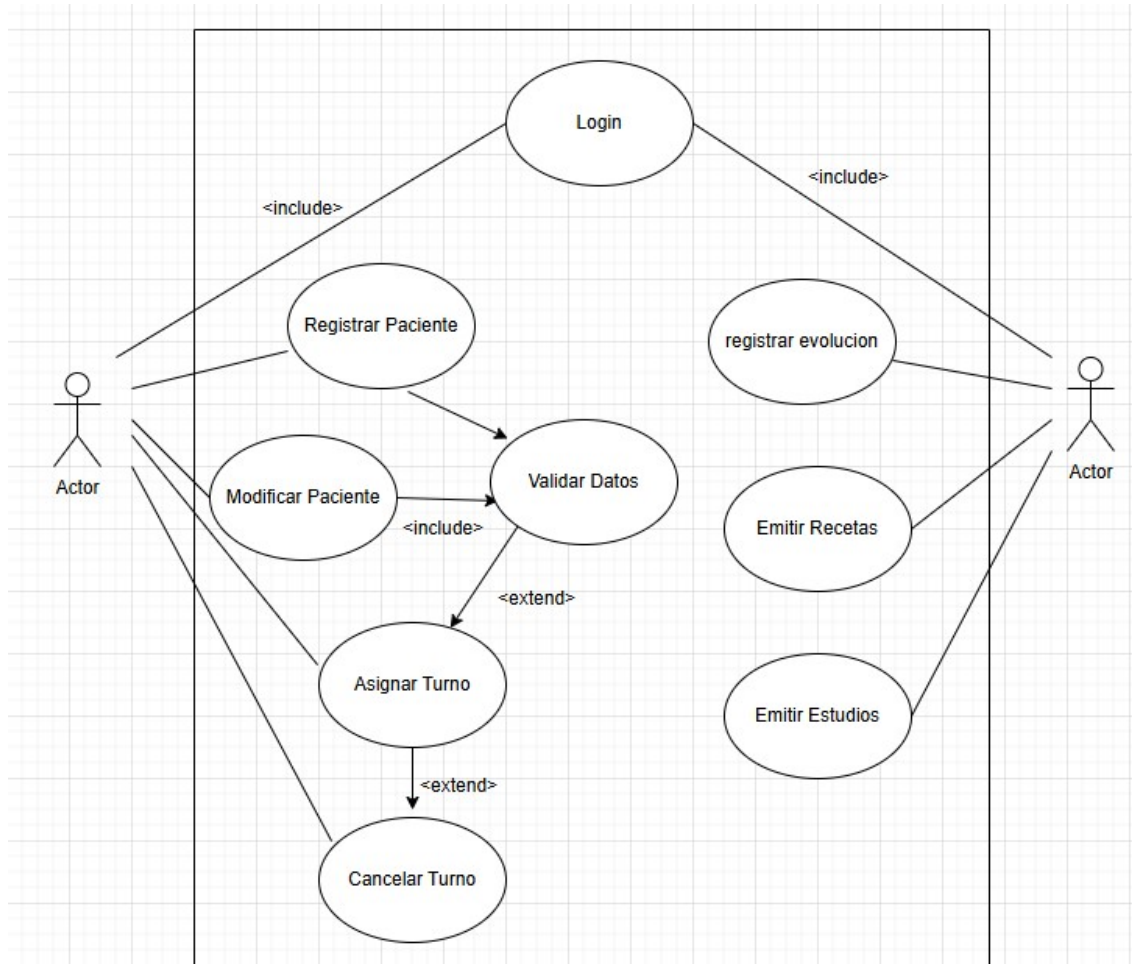 Login
<include>
<include>
Registrar Paciente
registrar evolucion
Actor
Actor
Modificar Paciente
Validar Datos
<include>
Emitir Recetas
<extend>
Asignar Turno
Emitir Estudios
<extend>
Cancelar Turno